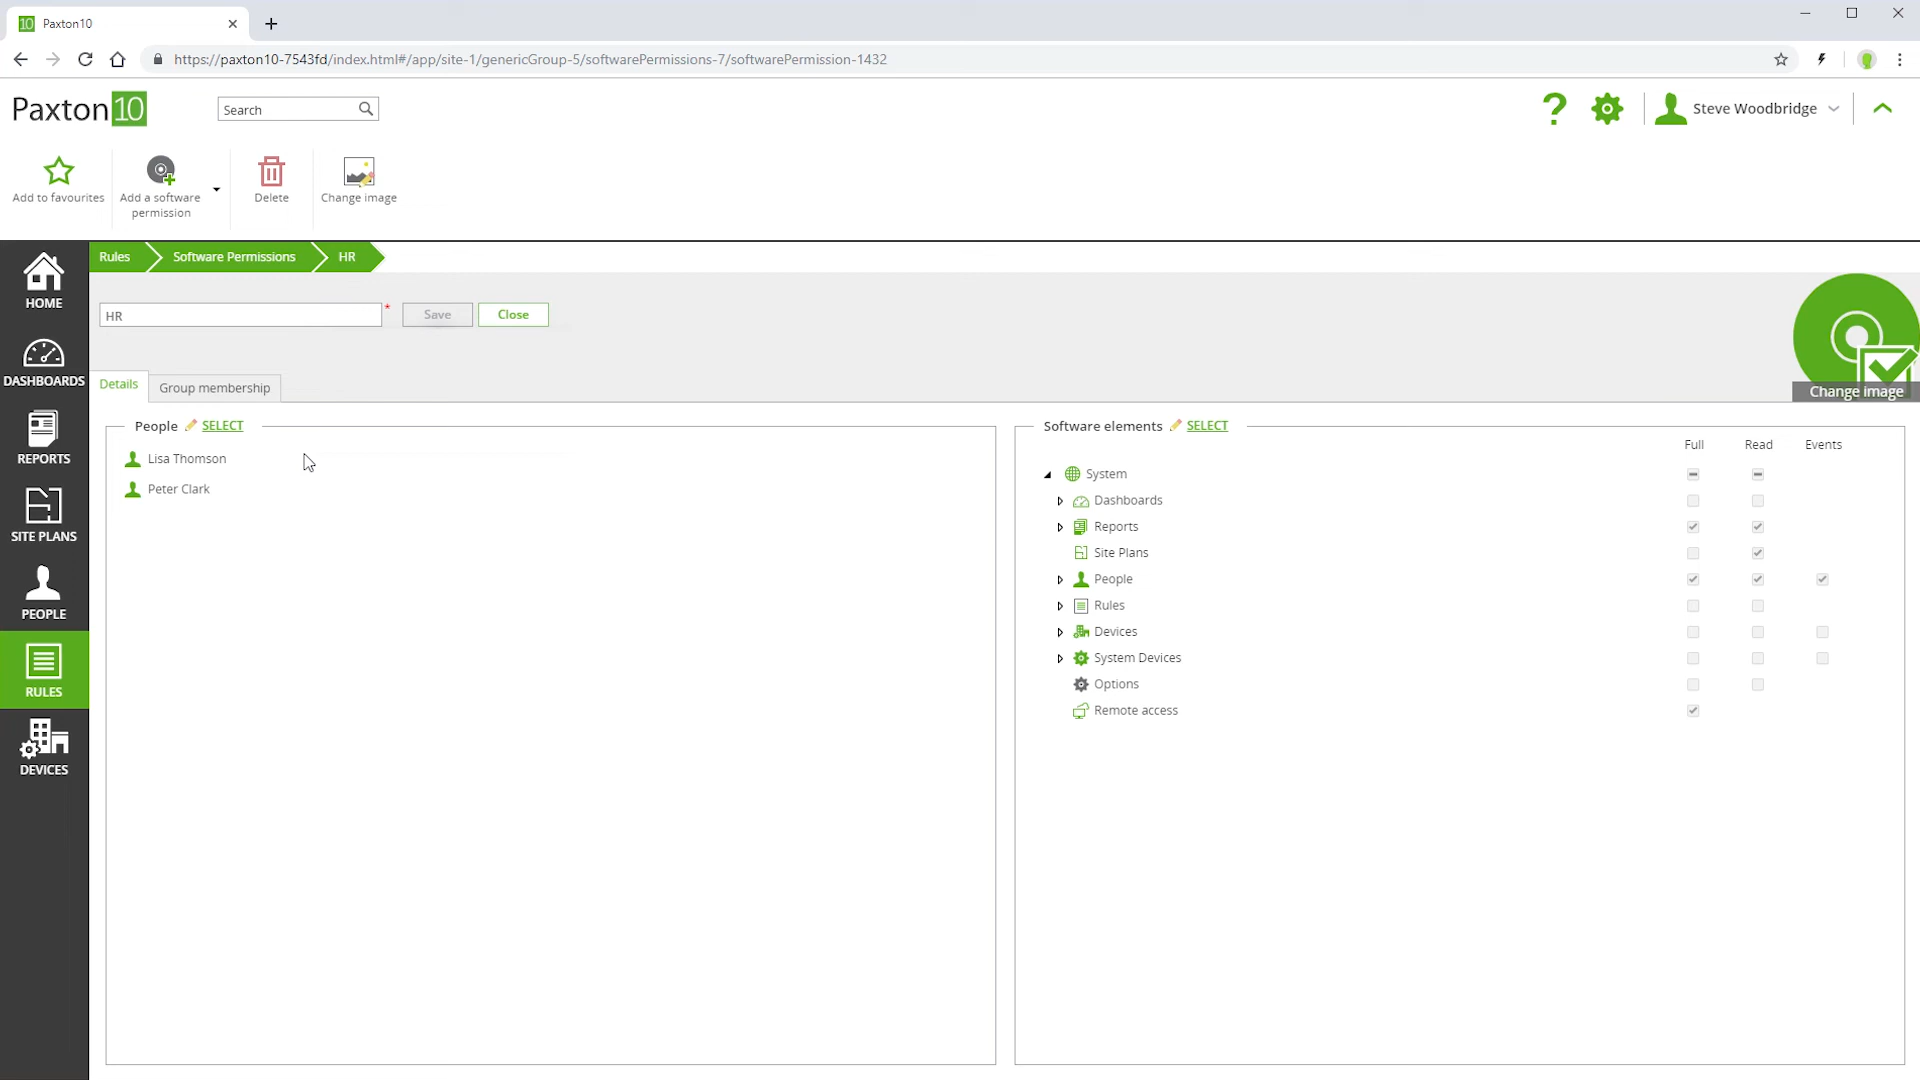 10 Paxton10
https://paxton10-7543fd/index.html#/app/site-1/genericGroup-5/softwarePermissions-7/softwarePermission-1432
Paxton 10
Search
? Steve Woodbridge
Add to favourites
Add a software
permission
Delete
Change image
HOME
DASHBOARDS
REPORTS
SITE PLANS
PEOPLE
RULES
DEVICES
Rules Software Permissions HR
HR * Save Close
Change image
Details Group membership
People SELECT
Lisa Thomson
Peter Clark
Software elements SELECT
Full Read Events
System
Dashboards
Reports
Site Plans
People
Rules
Devices
System Devices
Options
Remote access